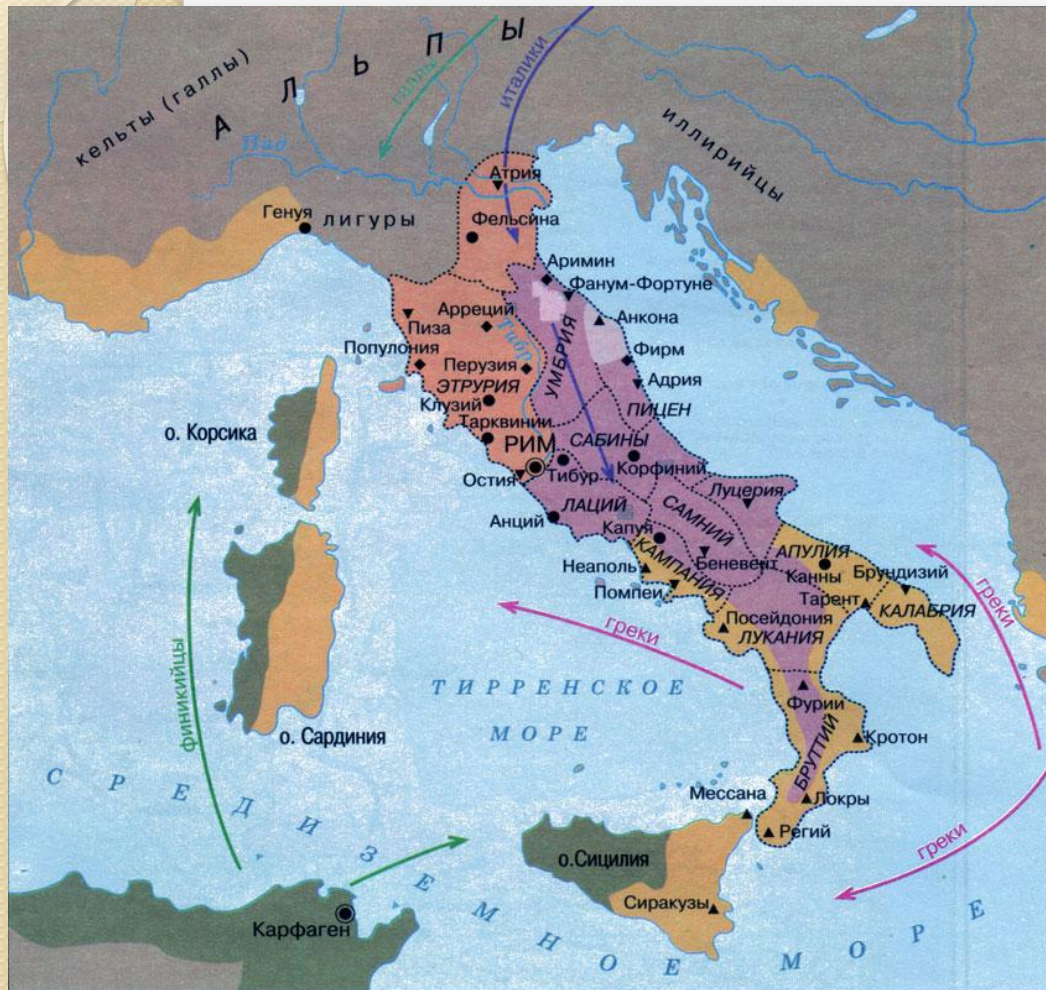 АЛЬПЫ
кельты (галлы)
галлы
италики
иллирийцы
Пад
Атрия
Генуя
лигуры
Фельсина
Аримин
Фанум-Фортуне
Арреций
Пиза
Тибр
Анкона
Популония
Перузия
УМБРИЯ
Фирм
ЭТРУРИЯ
Адрия
Клузий
ПИЦЕН
Тарквинии
о. Корсика
РИМ
САБИНЫ
Остия
Тибур
Корфиний
Луцерия
Анций
ЛАЦИЙ
САМНИЙ
Капуя
КАМПАНИЯ
АПУЛИЯ
Неаполь
Беневент
Канны
Брундизий
Помпеи
Тарент
КАЛАБРИЯ
греки
Посейдония
ЛУКАНИЯ
греки
ТИРРЕНСКОЕ
МОРЕ
Фурии
финикийцы
о. Сардиния
Кротон
БРУТТИЙ
Мессана
Локры
Регий
греки
о.Сицилия
Сиракузы
Карфаген
СРЕДИЗЕМНОЕ МОРЕ